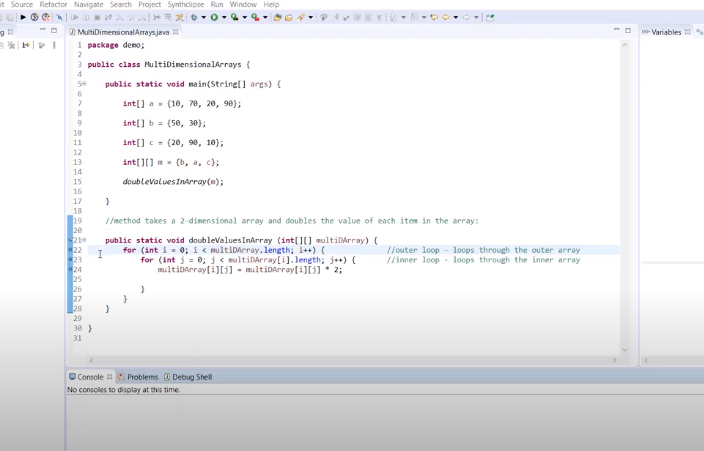 Source Refactor Navigate Search Project Synthclipse Run Window Help
MultiDimensionalArrays.java
Variables
1 package demo;
2
3 public class MultiDimensionalArrays {
4
5 public static void main(String[] args) {
6
7 int[] a = {10, 70, 20, 90};
8
9 int[] b = {50, 30};
10
11 int[] c = {20, 90, 10};
12
13 int[][] m = {b, a, c};
14
15 doubleValuesInArray(m);
16
17 }
18
19 //method takes a 2-dimensional array and doubles the value of each item in the array:
20
21 public static void doubleValuesInArray (int[][] multiDArray) {
22 for (int i = 0; i < multiDArray.length; i++) { //outer loop - loops through the outer array
23 for (int j = 0; j < multiDArray[i].length; j++) { //inner loop - loops through the inner array
24 multiDArray[i][j] = multiDArray[i][j] * 2;
25
26 }
27 }
28 }
29
30 }
31
Console Problems Debug Shell
No consoles to display at this time.